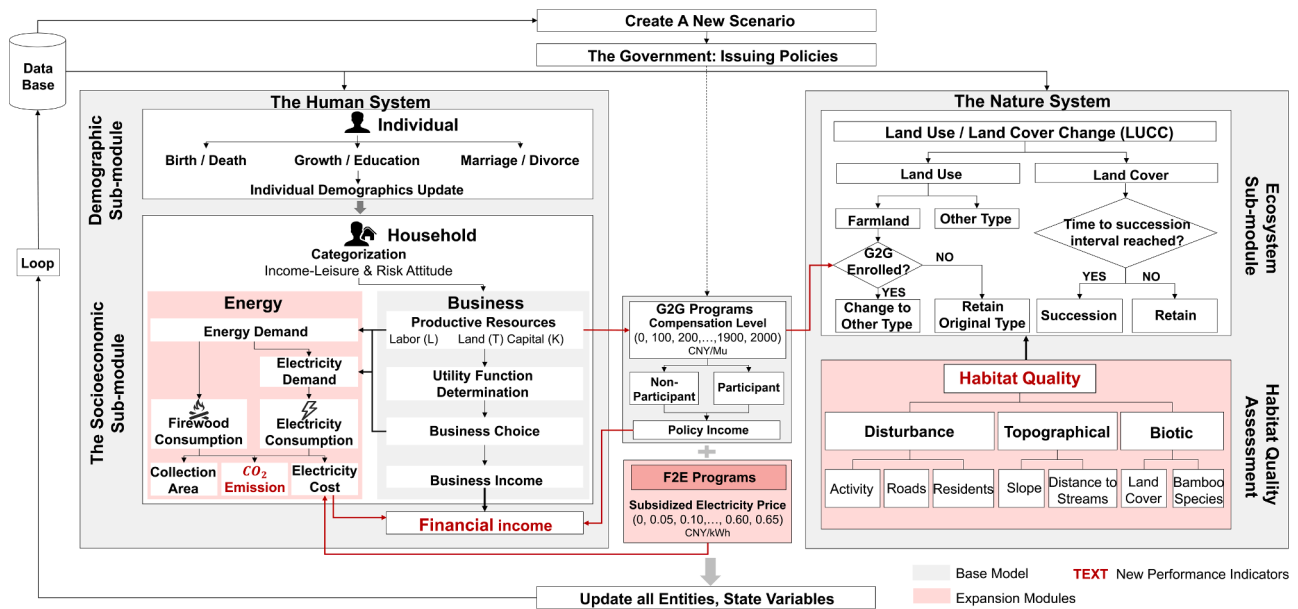 Create A New Scenario
The Government: Issuing Policies
Data
Base
Loop
The Human System
Demographic
Sub-module
Individual
Birth / Death
Growth / Education
Marriage / Divorce
Individual Demographics Update
The Socioeconomic
Sub-module
Household
Categorization
Income-Leisure & Risk Attitude
Energy
Energy Demand
Electricity
Demand
Firewood
Consumption
Electricity
Consumption
Collection
Area
CO2
Emission
Electricity
Cost
Business
Productive Resources
Labor (L)
Land (T) Capital (K)
Utility Function
Determination
Business Choice
Business Income
Financial income
G2G Programs
Compensation Level
(0, 100, 200,...,1900, 2000)
CNY/Mu
Non-
Participant
Participant
Policy Income
F2E Programs
Subsidized Electricity Price
(0, 0.05, 0.10,..., 0.60, 0.65)
CNY/kWh
The Nature System
Ecosystem
Sub-module
Land Use / Land Cover Change (LUCC)
Land Use
Land Cover
Farmland
Other Type
Time to succession
interval reached?
G2G
Enrolled?
NO
YES
YES
NO
Change to
Other Type
Retain
Original Type
Succession
Retain
Habitat Quality
Assessment
Habitat Quality
Disturbance
Topographical
Biotic
Activity
Roads
Residents
Slope
Distance to
Streams
Land
Cover
Bamboo
Species
Update all Entities, State Variables
Base Model
TEXT New Performance Indicators
Expansion Modules